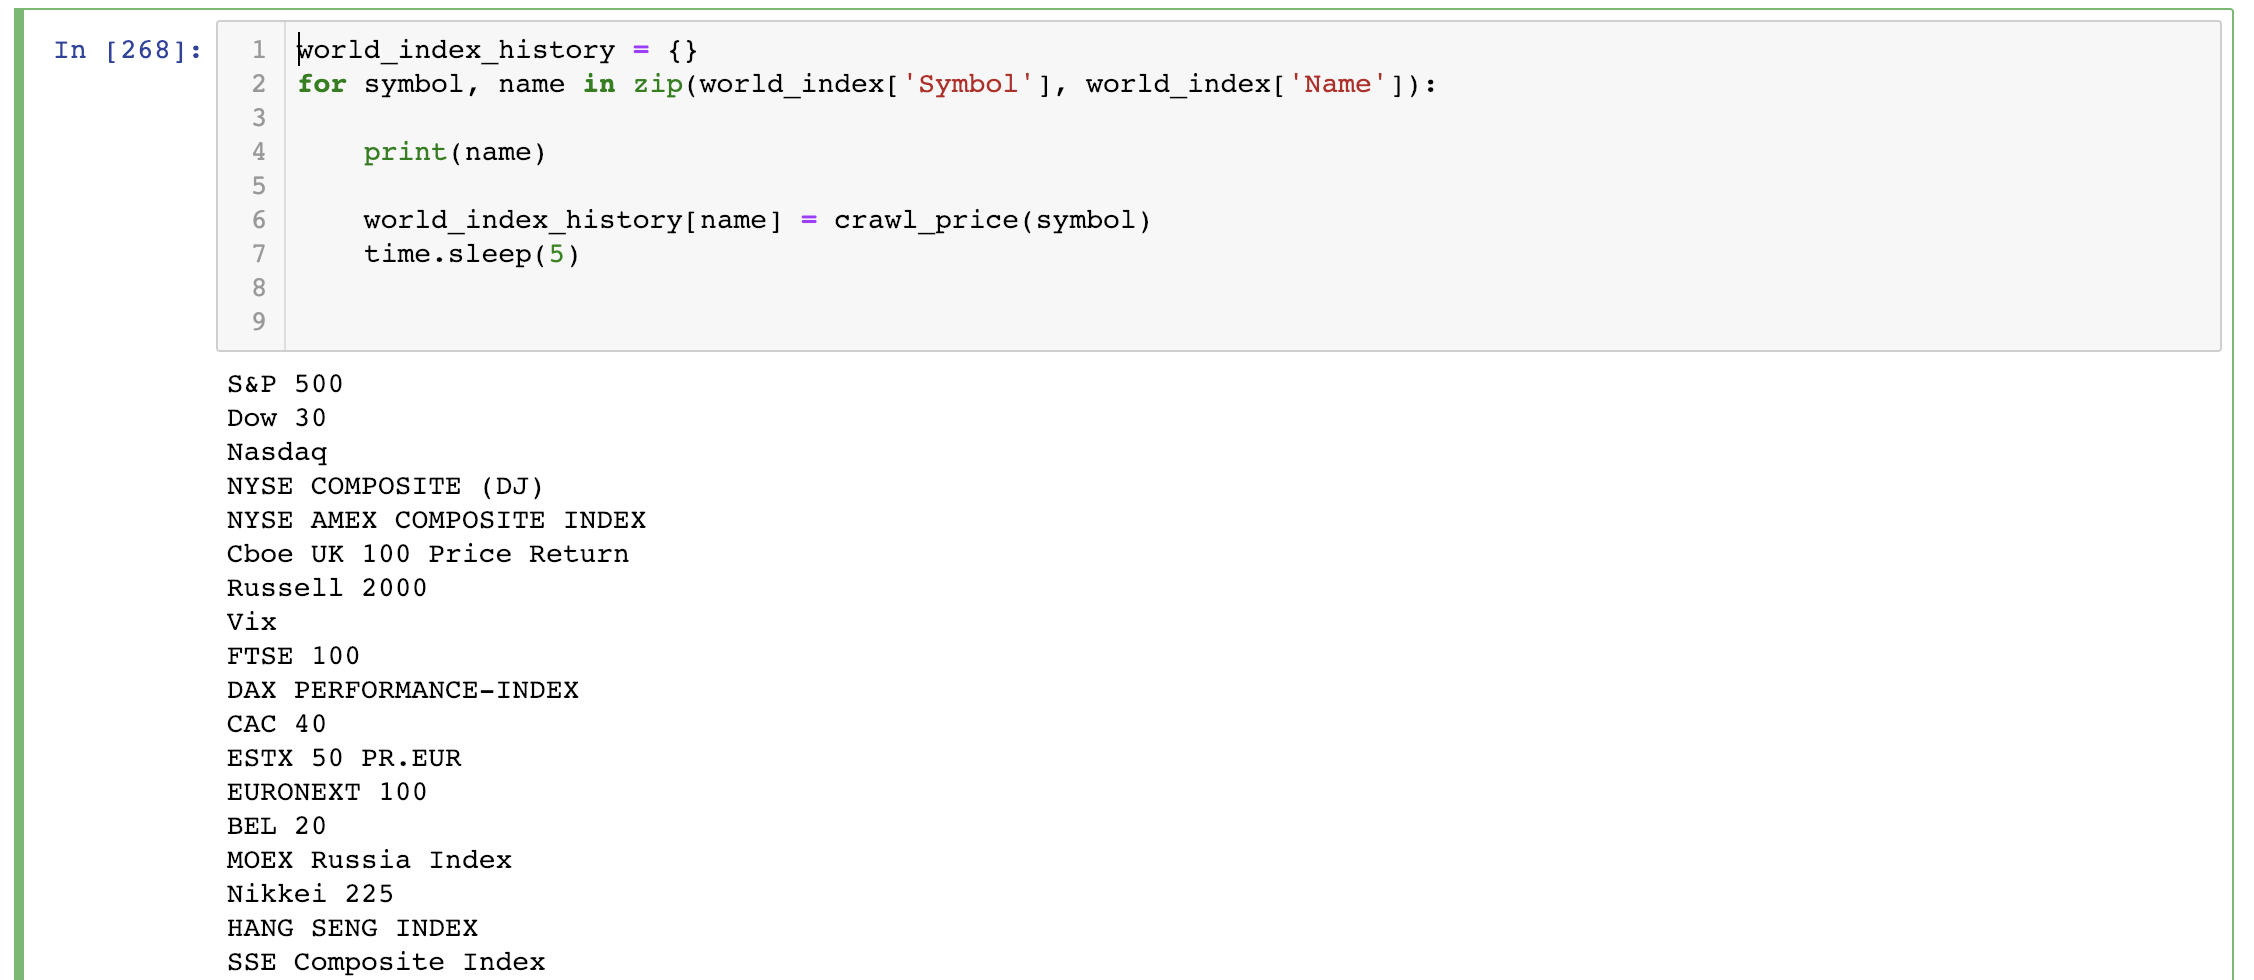 In [268]:
1 world_index_history = {}
2 for symbol, name in zip(world_index['Symbol'], world_index['Name']):
3
4     print(name)
5
6     world_index_history[name] = crawl_price(symbol)
7     time.sleep(5)
8
9
S&P 500
Dow 30
Nasdaq
NYSE COMPOSITE (DJ)
NYSE AMEX COMPOSITE INDEX
Cboe UK 100 Price Return
Russell 2000
Vix
FTSE 100
DAX PERFORMANCE-INDEX
CAC 40
ESTX 50 PR.EUR
EURONEXT 100
BEL 20
MOEX Russia Index
Nikkei 225
HANG SENG INDEX
SSE Composite Index